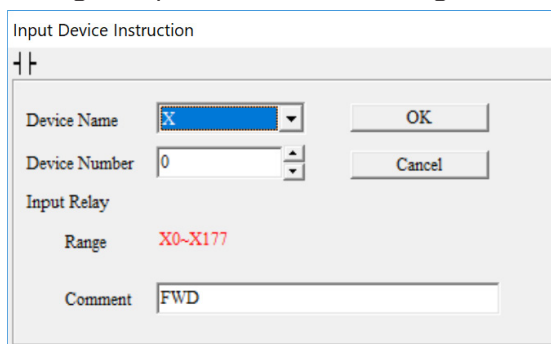 Input Device Instruction
Device Name X OK
Device Number 0 Cancel
Input Relay
Range X0~X177
Comment FWD